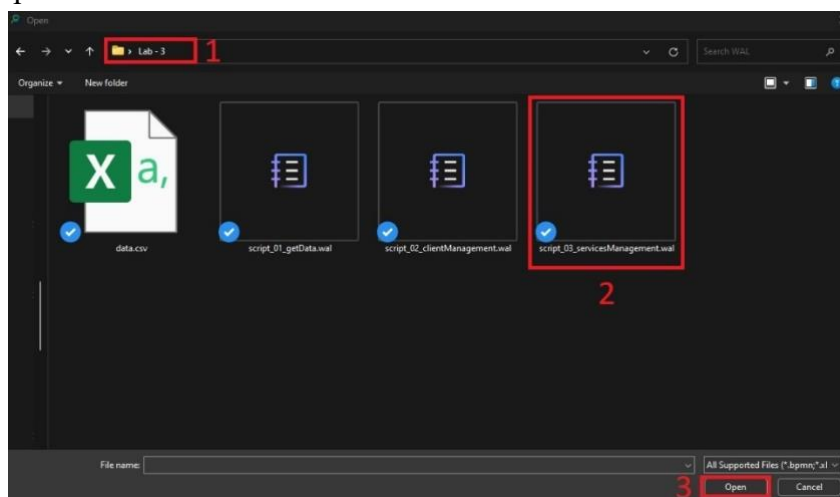 Open
Lab - 3
1
Search WAL
Organize
New folder
X a,
data.csv
script_01_getData.wal
script_02_clientManagement.wal
script_03_servicesManagement.wal
2
File name:
All Supported Files (*.bpmn;*.xl
3
Open
Cancel